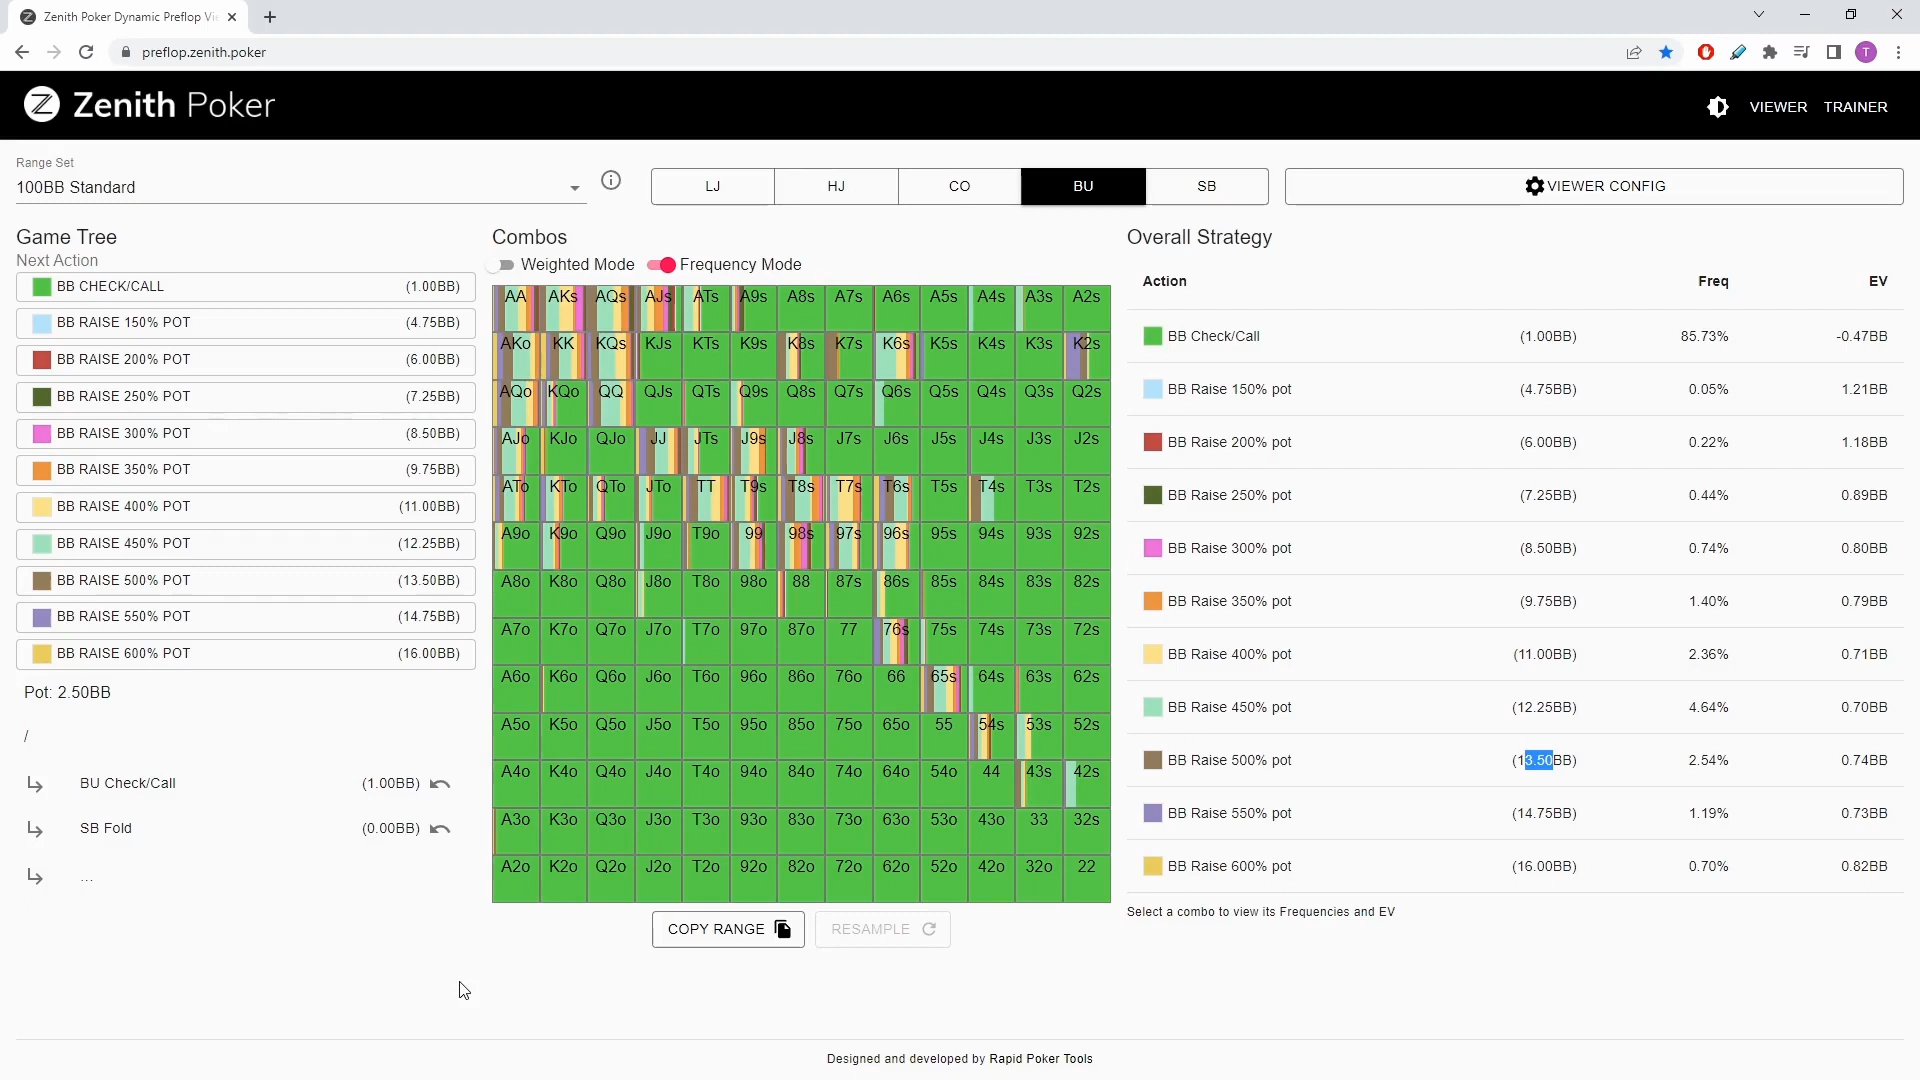 Zenith Poker Dynamic Preflop Vi
preflop.zenith.poker
T
Zenith Poker
VIEWER
TRAINER
Range Set
100BB Standard
LJ
HJ
CO
BU
SB
VIEWER CONFIG
Game Tree
Next Action
BB CHECK/CALL (1.00BB)
BB RAISE 150% POT (4.75BB)
BB RAISE 200% POT (6.00BB)
BB RAISE 250% POT (7.25BB)
BB RAISE 300% POT (8.50BB)
BB RAISE 350% POT (9.75BB)
BB RAISE 400% POT (11.00BB)
BB RAISE 450% POT (12.25BB)
BB RAISE 500% POT (13.50BB)
BB RAISE 550% POT (14.75BB)
BB RAISE 600% POT (16.00BB)
Pot: 2.50BB
/
BU Check/Call (1.00BB)
SB Fold (0.00BB)
...
Combos
Weighted Mode Frequency Mode
AA AKs AQs AJs ATs A9s A8s A7s A6s A5s A4s A3s A2s
AKo KK KQs KJs KTs K9s K8s K7s K6s K5s K4s K3s K2s
AQo KQo QQ QJs QTs Q9s Q8s Q7s Q6s Q5s Q4s Q3s Q2s
AJo KJo QJo JJ JTs J9s J8s J7s J6s J5s J4s J3s J2s
ATo KTo QTo JTo TT T9s T8s T7s T6s T5s T4s T3s T2s
A9o K9o Q9o J9o T9o 99 98s 97s 96s 95s 94s 93s 92s
A8o K8o Q8o J8o T8o 98o 88 87s 86s 85s 84s 83s 82s
A7o K7o Q7o J7o T7o 97o 87o 77 76s 75s 74s 73s 72s
A6o K6o Q6o J6o T6o 96o 86o 76o 66 65s 64s 63s 62s
A5o K5o Q5o J5o T5o 95o 85o 75o 65o 55 54s 53s 52s
A4o K4o Q4o J4o T4o 94o 84o 74o 64o 54o 44 43s 42s
A3o K3o Q3o J3o T3o 93o 83o 73o 63o 53o 43o 33 32s
A2o K2o Q2o J2o T2o 92o 82o 72o 62o 52o 42o 32o 22
COPY RANGE
RESAMPLE
Overall Strategy
Action Freq EV
BB Check/Call (1.00BB) 85.73% -0.47BB
BB Raise 150% pot (4.75BB) 0.05% 1.21BB
BB Raise 200% pot (6.00BB) 0.22% 1.18BB
BB Raise 250% pot (7.25BB) 0.44% 0.89BB
BB Raise 300% pot (8.50BB) 0.74% 0.80BB
BB Raise 350% pot (9.75BB) 1.40% 0.79BB
BB Raise 400% pot (11.00BB) 2.36% 0.71BB
BB Raise 450% pot (12.25BB) 4.64% 0.70BB
BB Raise 500% pot (13.50BB) 2.54% 0.74BB
BB Raise 550% pot (14.75BB) 1.19% 0.73BB
BB Raise 600% pot (16.00BB) 0.70% 0.82BB
Select a combo to view its Frequencies and EV
Designed and developed by Rapid Poker Tools